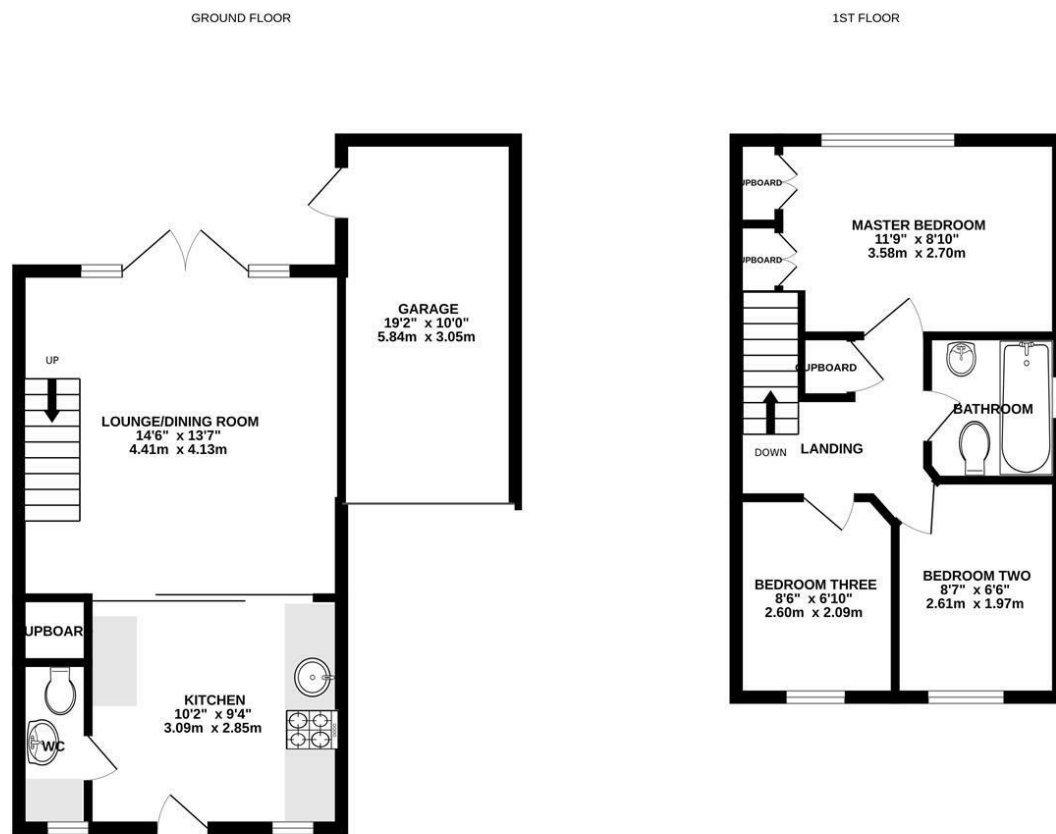 GROUND FLOOR
1ST FLOOR
GARAGE
19'2" x 10'0"
5.84m x 3.05m
UP
LOUNGE/DINING ROOM
14'6" x 13'7"
4.41m x 4.13m
UPBOAR
KITCHEN
10'2" x 9'4"
3.09m x 2.85m
WC
UPBOARD
MASTER BEDROOM
11'9" x 8'10"
3.58m x 2.70m
UPBOARD
CUPBOARD
BATHROOM
DOWN
LANDING
BEDROOM THREE
8'6" x 6'10"
2.60m x 2.09m
BEDROOM TWO
8'7" x 6'6"
2.61m x 1.97m